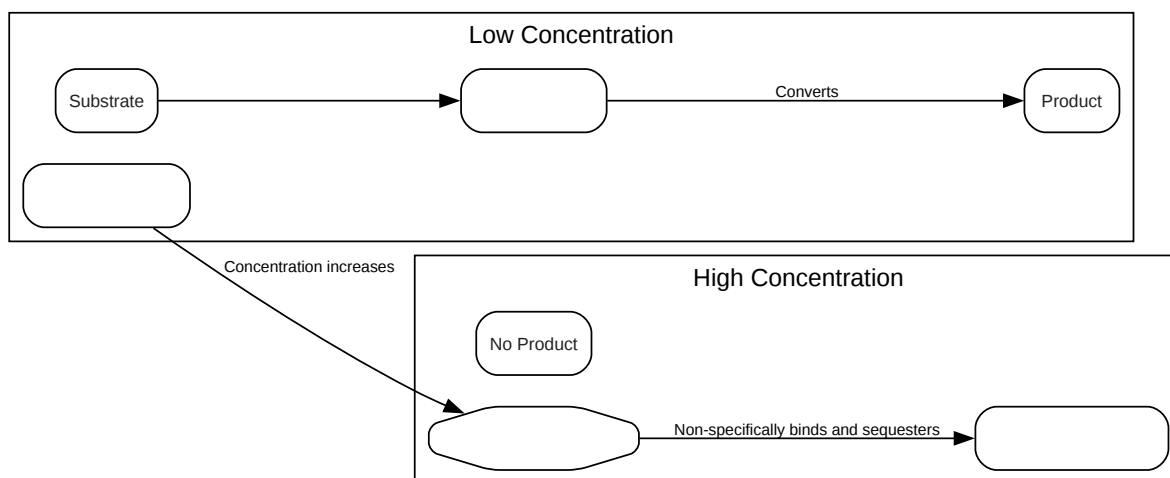 Low Concentration
Substrate
Converts
Product
Concentration increases
High Concentration
No Product
Non-specifically binds and sequesters